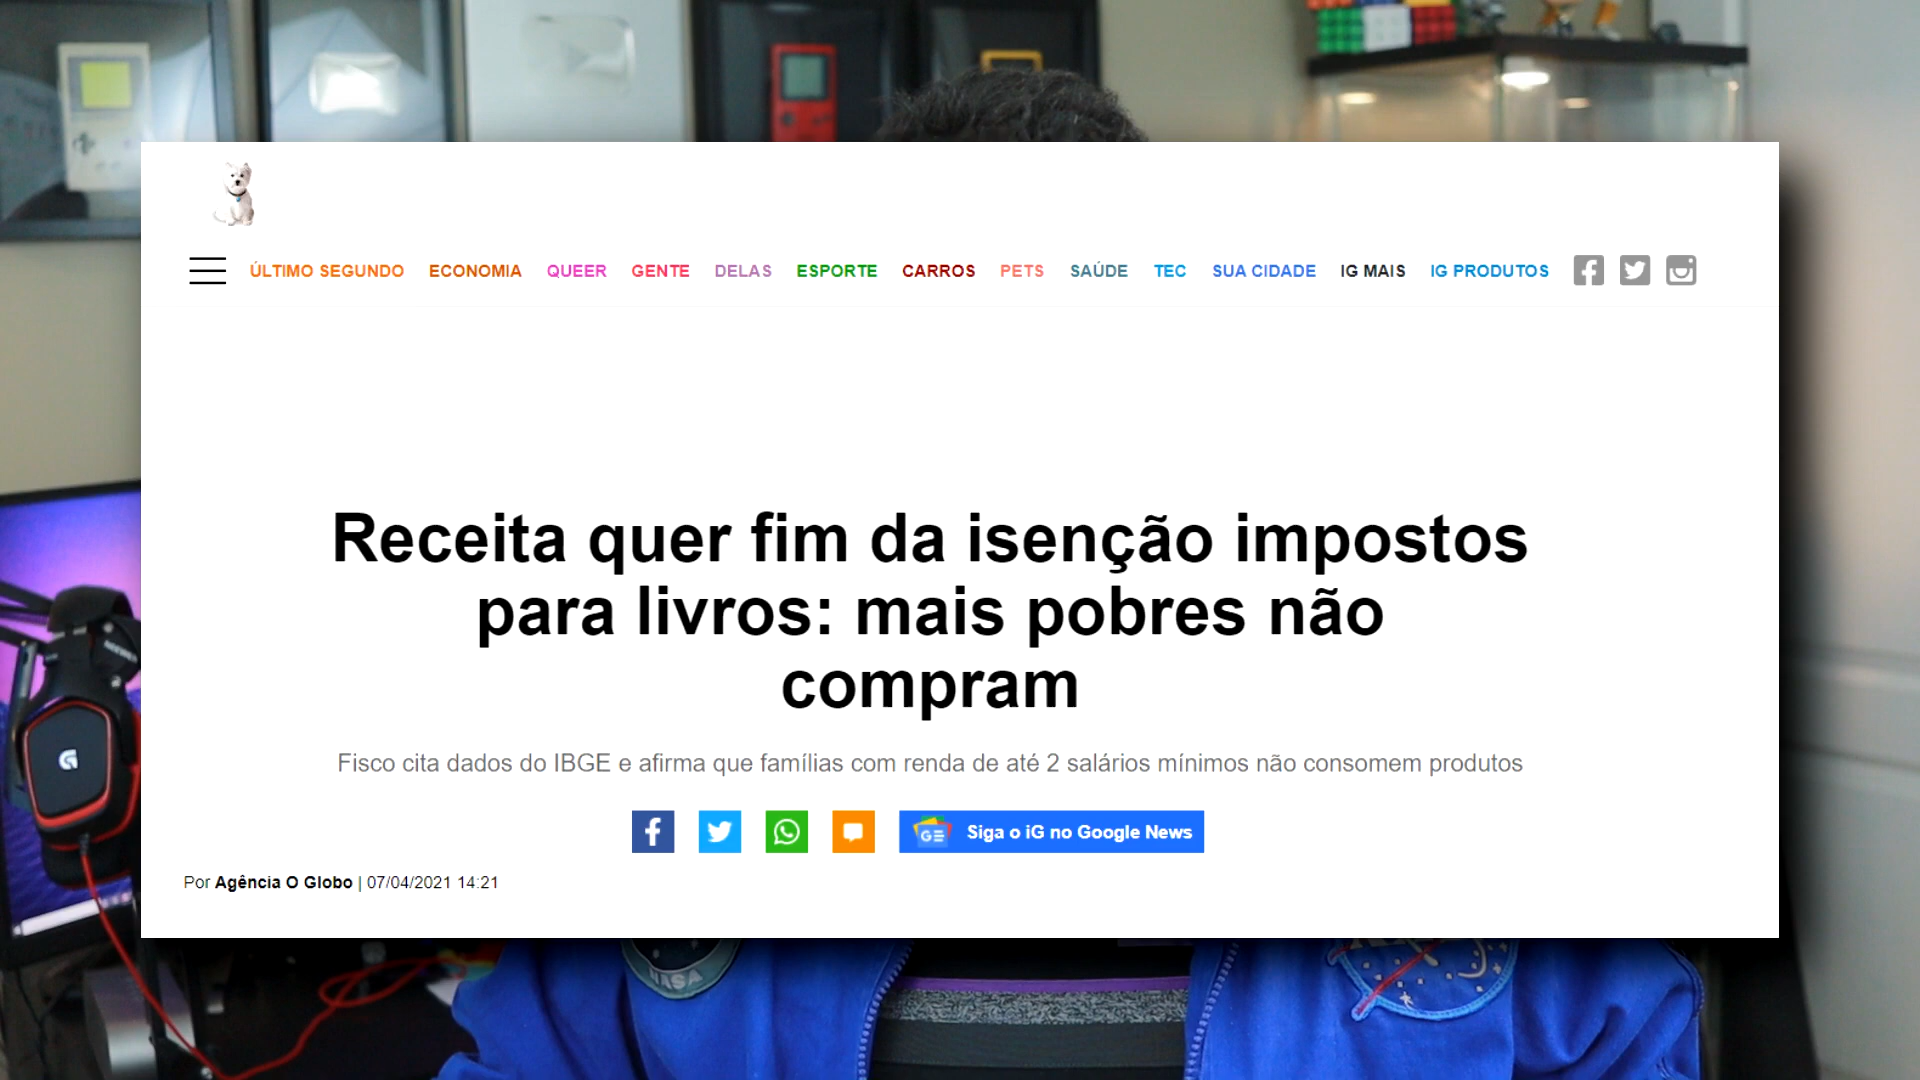 ÚLTIMO SEGUNDO ECONOMIA QUEER GENTE DELAS ESPORTE CARROS PETS SAÚDE TEC SUA CIDADE IG MAIS IG PRODUTOS
Receita quer fim da isenção impostos
para livros: mais pobres não
compram
Fisco cita dados do IBGE e afirma que famílias com renda de até 2 salários mínimos não consomem produtos
GE Siga o iG no Google News
Por Agência O Globo | 07/04/2021 14:21
NASA